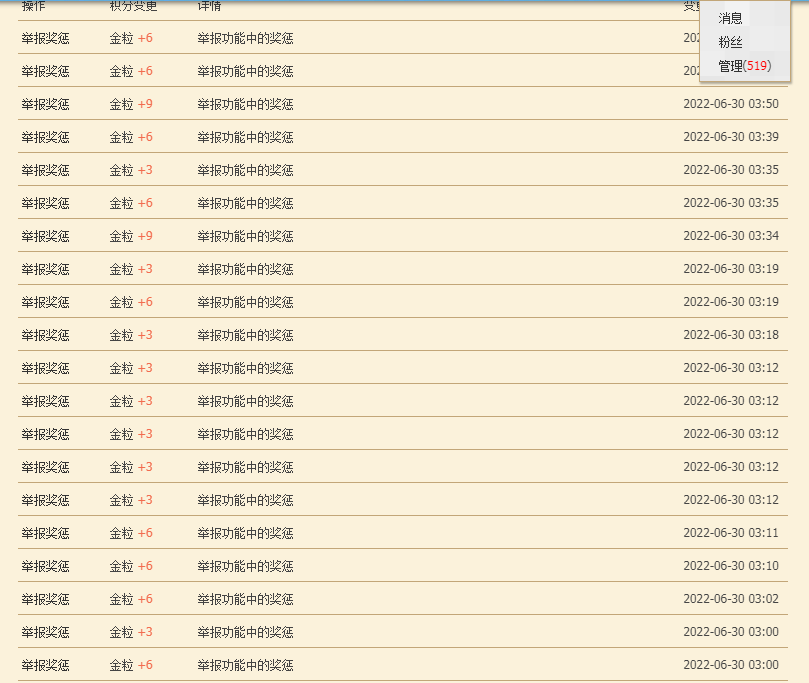 操作 积分变更 详情
消息
粉丝
管理(519)
举报奖惩 金粒 +6 举报功能中的奖惩
举报奖惩 金粒 +6 举报功能中的奖惩
举报奖惩 金粒 +9 举报功能中的奖惩 2022-06-30 03:50
举报奖惩 金粒 +6 举报功能中的奖惩 2022-06-30 03:39
举报奖惩 金粒 +3 举报功能中的奖惩 2022-06-30 03:35
举报奖惩 金粒 +6 举报功能中的奖惩 2022-06-30 03:35
举报奖惩 金粒 +9 举报功能中的奖惩 2022-06-30 03:34
举报奖惩 金粒 +3 举报功能中的奖惩 2022-06-30 03:19
举报奖惩 金粒 +6 举报功能中的奖惩 2022-06-30 03:19
举报奖惩 金粒 +3 举报功能中的奖惩 2022-06-30 03:18
举报奖惩 金粒 +3 举报功能中的奖惩 2022-06-30 03:12
举报奖惩 金粒 +3 举报功能中的奖惩 2022-06-30 03:12
举报奖惩 金粒 +3 举报功能中的奖惩 2022-06-30 03:12
举报奖惩 金粒 +3 举报功能中的奖惩 2022-06-30 03:12
举报奖惩 金粒 +3 举报功能中的奖惩 2022-06-30 03:12
举报奖惩 金粒 +6 举报功能中的奖惩 2022-06-30 03:11
举报奖惩 金粒 +6 举报功能中的奖惩 2022-06-30 03:10
举报奖惩 金粒 +6 举报功能中的奖惩 2022-06-30 03:02
举报奖惩 金粒 +3 举报功能中的奖惩 2022-06-30 03:00
举报奖惩 金粒 +6 举报功能中的奖惩 2022-06-30 03:00